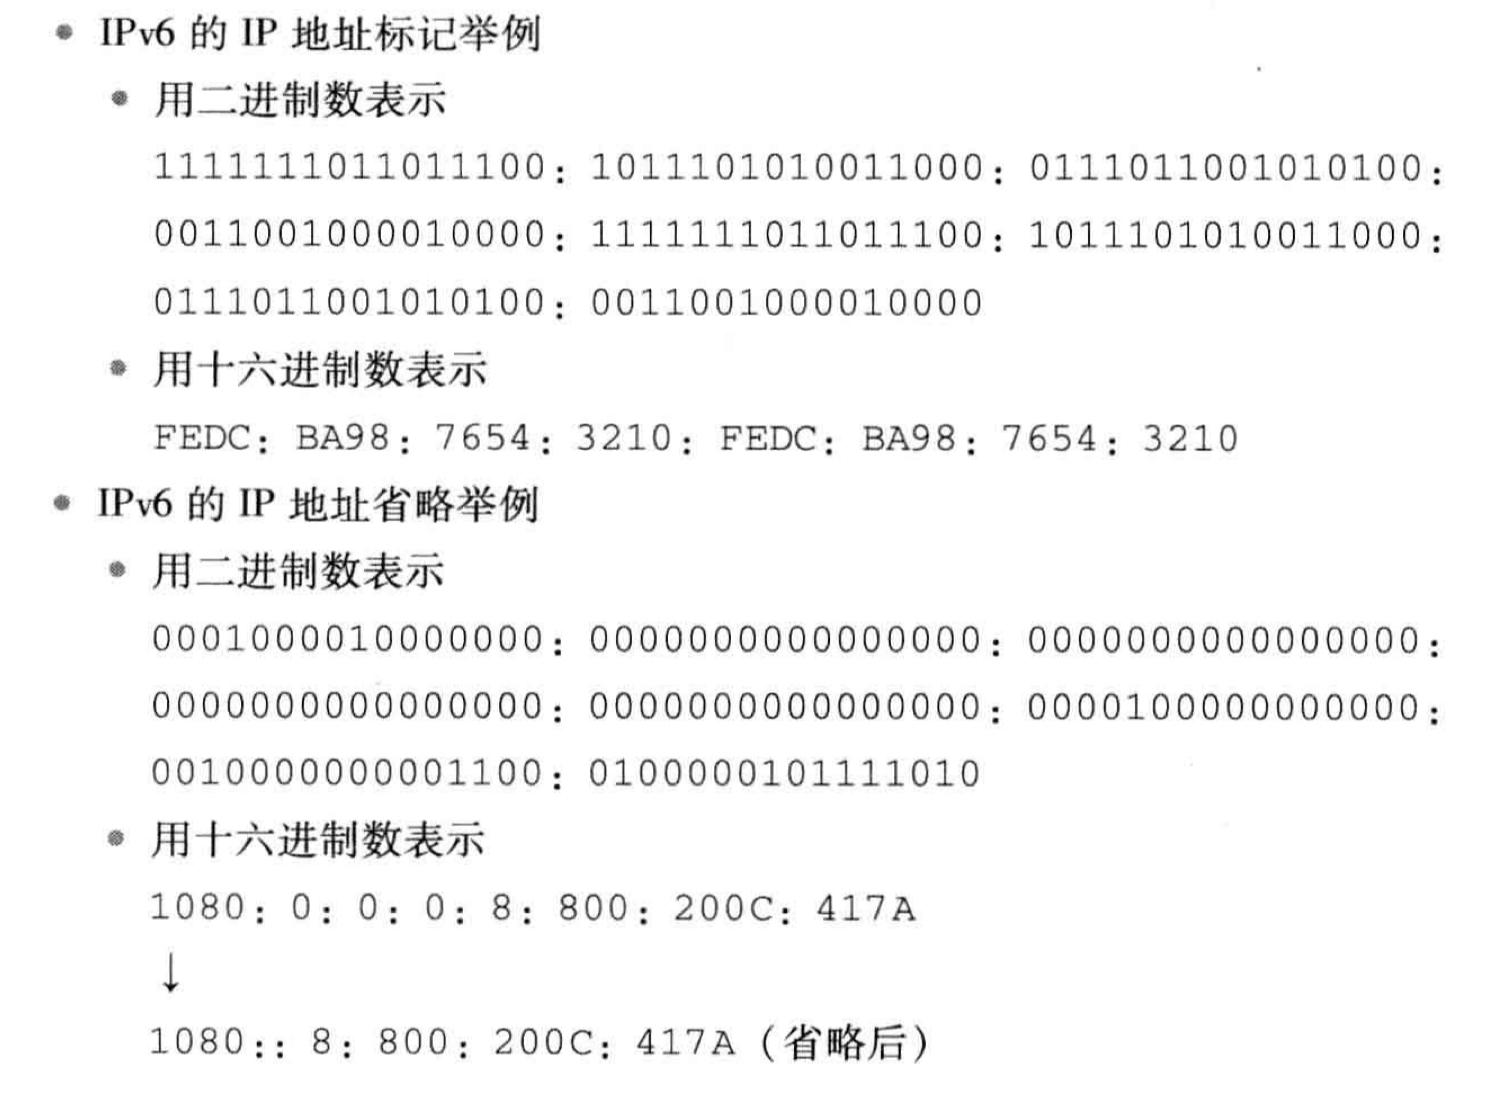 • IPv6 的 IP 地址标记举例
• 用二进制数表示
1111111011011100：1011101010011000：0111011001010100：
0011001000010000：1111111011011100：1011101010011000：
0111011001010100：0011001000010000
• 用十六进制数表示
FEDC：BA98：7654：3210：FEDC：BA98：7654：3210
• IPv6 的 IP 地址省略举例
• 用二进制数表示
0001000010000000：0000000000000000：0000000000000000：
0000000000000000：0000000000000000：0000100000000000：
0010000000001100：0100000101111010
• 用十六进制数表示
1080：0：0：0：8：800：200C：417A
↓
1080：：8：800：200C：417A（省略后）